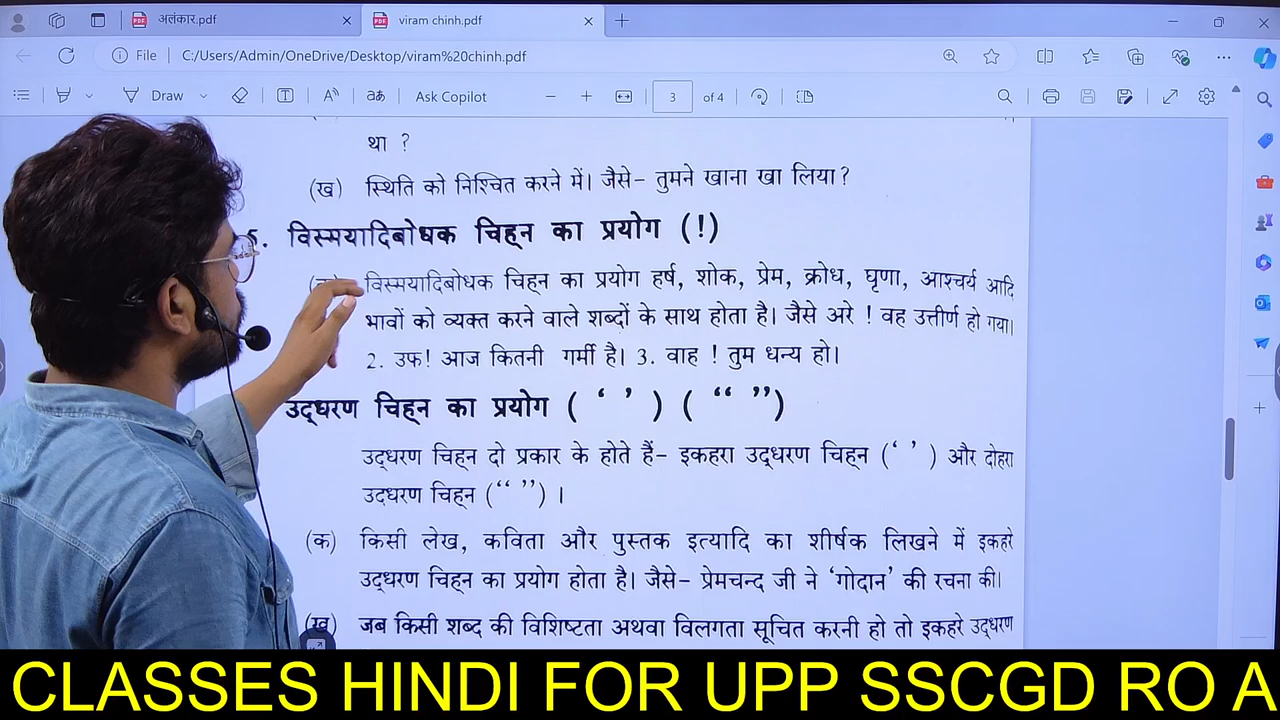 अलंकार.pdf
viram chinh.pdf
File
C:/Users/Admin/OneDrive/Desktop/viram%20chinh.pdf
Draw
Ask Copilot
3 of 4
था ?
(ख) स्थिति को निश्चित करने में। जैसे– तुमने खाना खा लिया?
5. विस्मयादिबोधक चिह्न का प्रयोग (!)
विस्मयादिबोधक चिह्न का प्रयोग हर्ष, शोक, प्रेम, क्रोध, घृणा, आश्चर्य आदि
भावों को व्यक्त करने वाले शब्दों के साथ होता है। जैसे अरे ! वह उत्तीर्ण हो गया।
2. उफ! आज कितनी गर्मी है। 3. वाह ! तुम धन्य हो।
उद्धरण चिह्न का प्रयोग ( ‘ ’ ) ( “ ”)
उद्धरण चिह्न दो प्रकार के होते हैं– इकहरा उद्धरण चिह्न (‘ ’ ) और दोहरा
उद्धरण चिह्न (“ ”) ।
(क) किसी लेख, कविता और पुस्तक इत्यादि का शीर्षक लिखने में इकहरे
उद्धरण चिह्न का प्रयोग होता है। जैसे– प्रेमचन्द जी ने ‘गोदान’ की रचना की।
(ख) जब किसी शब्द की विशिष्टता अथवा विलगता सूचित करनी हो तो इकहरे उद्धरण
CLASSES HINDI FOR UPP SSCGD RO A